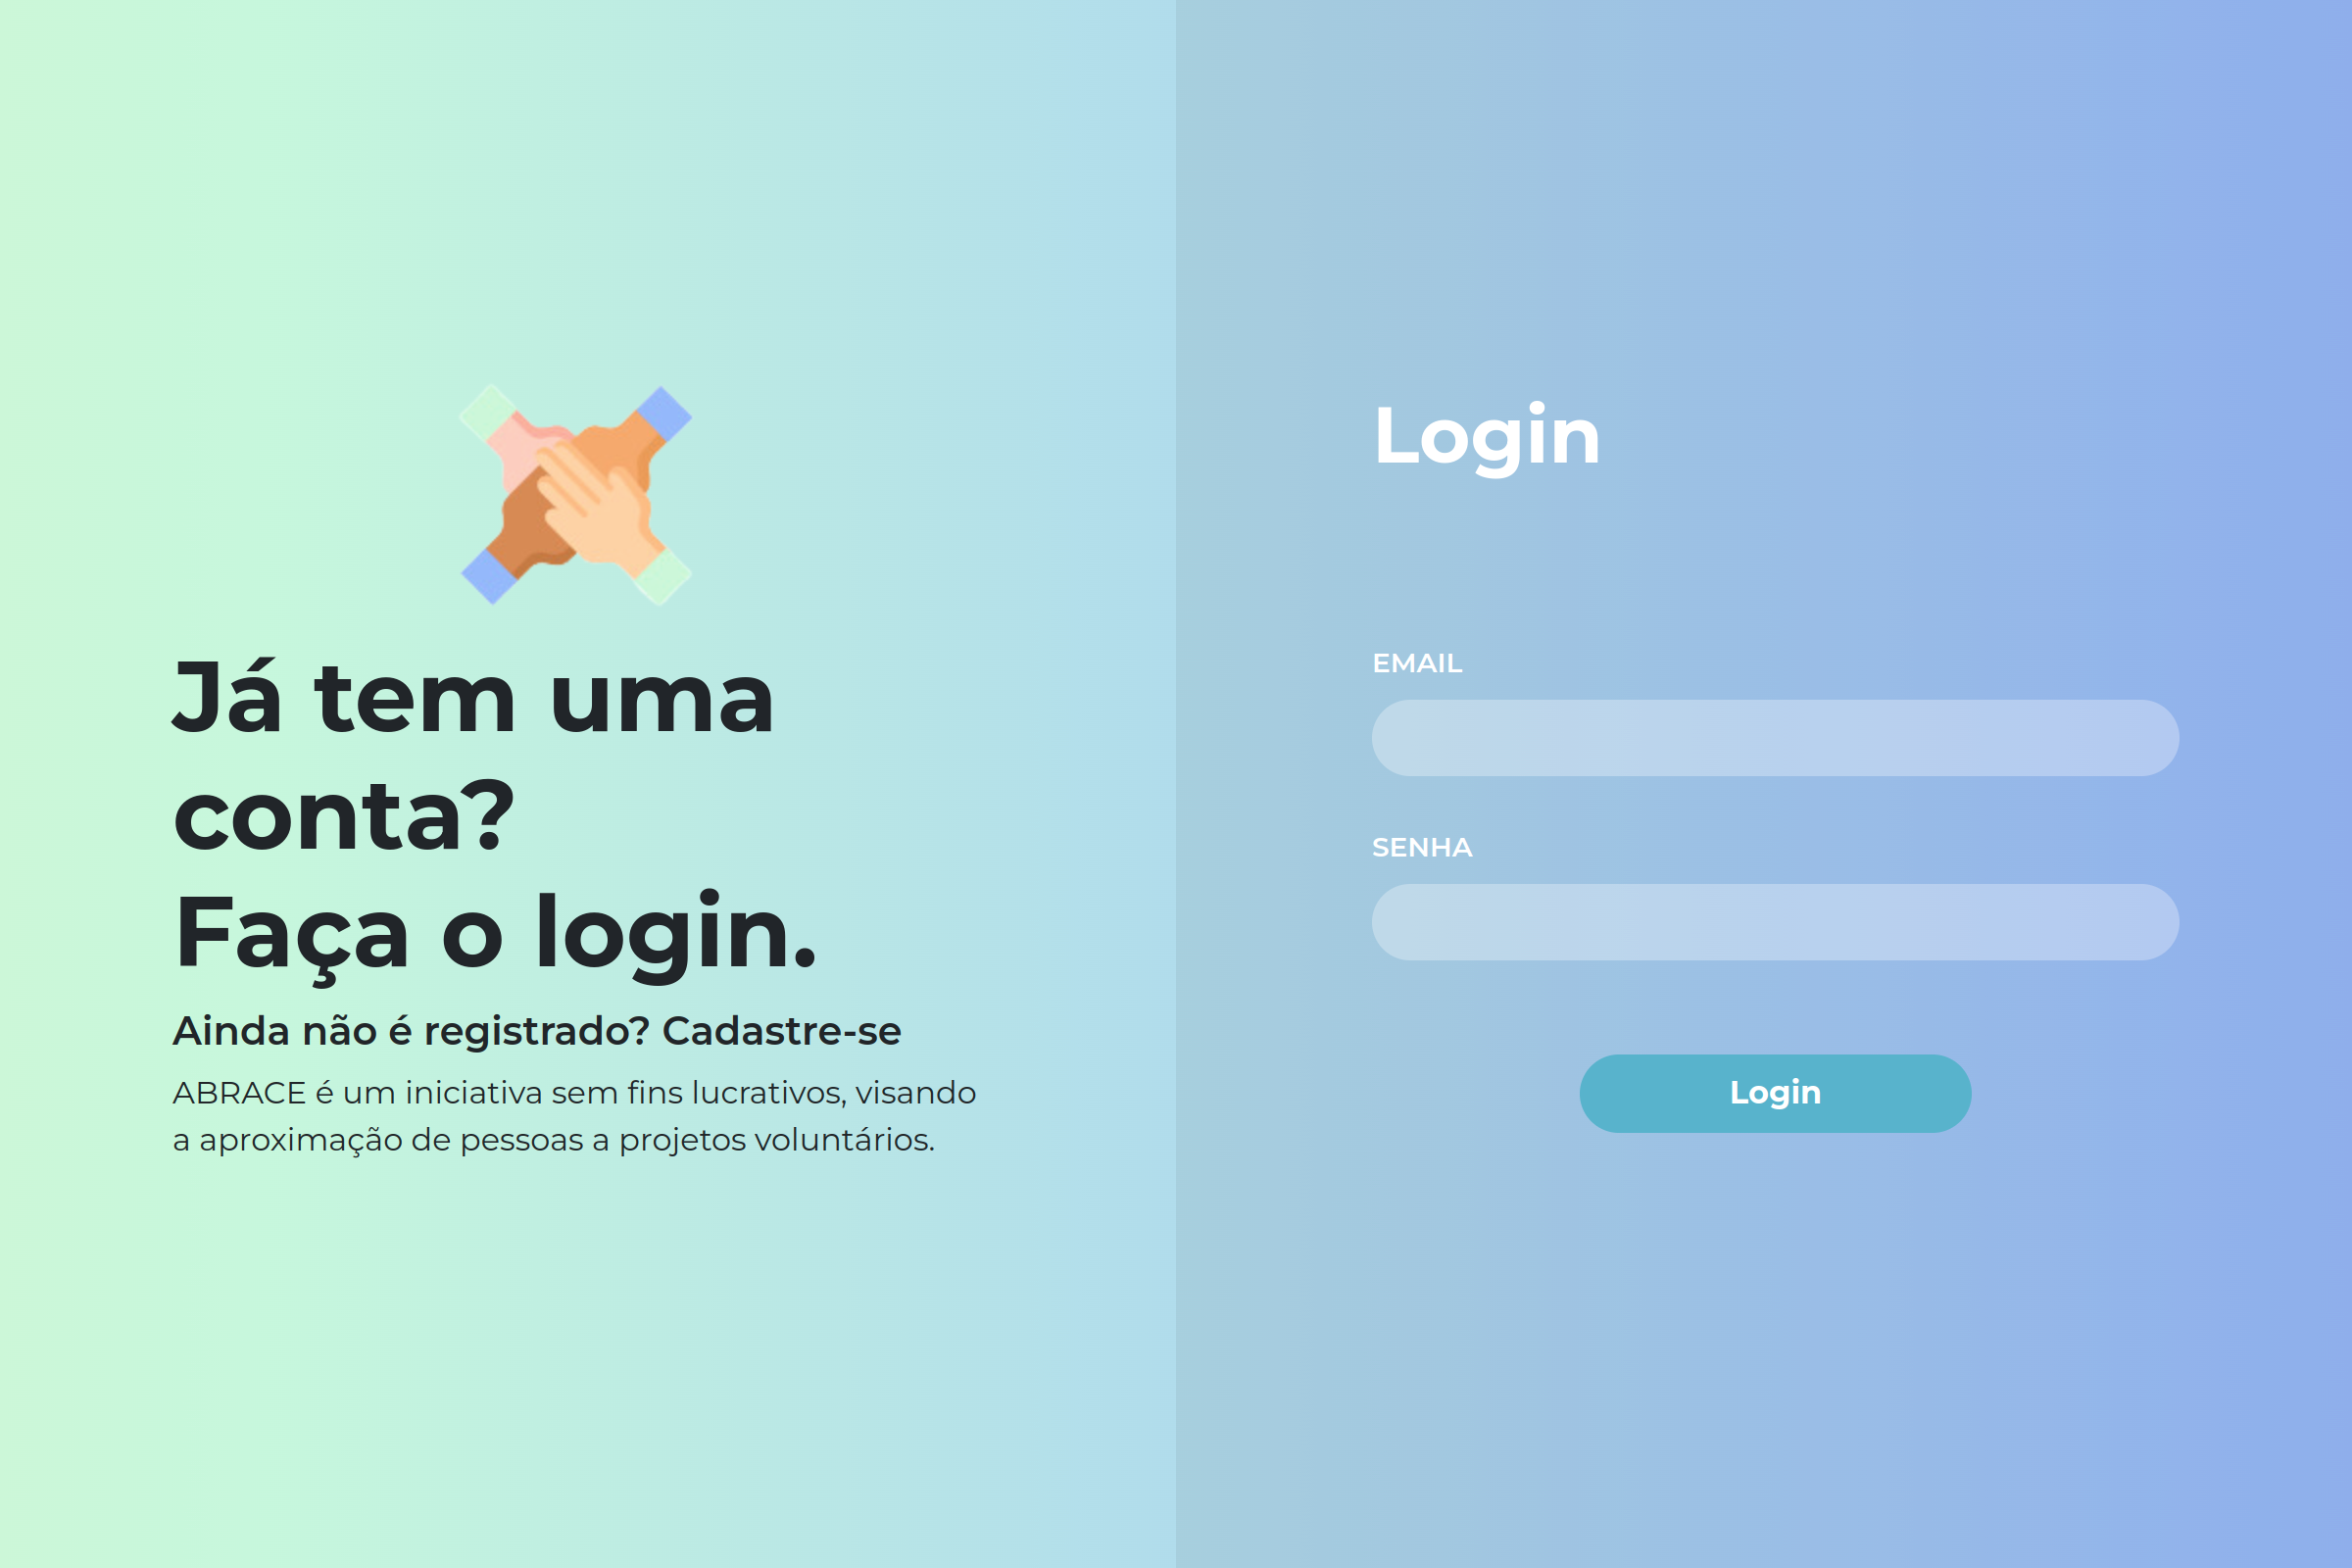 Já tem uma
conta?
Faça o login.
Ainda não é registrado? Cadastre-se
ABRACE é um iniciativa sem fins lucrativos, visando
a aproximação de pessoas a projetos voluntários.
Login
EMAIL
SENHA
Login